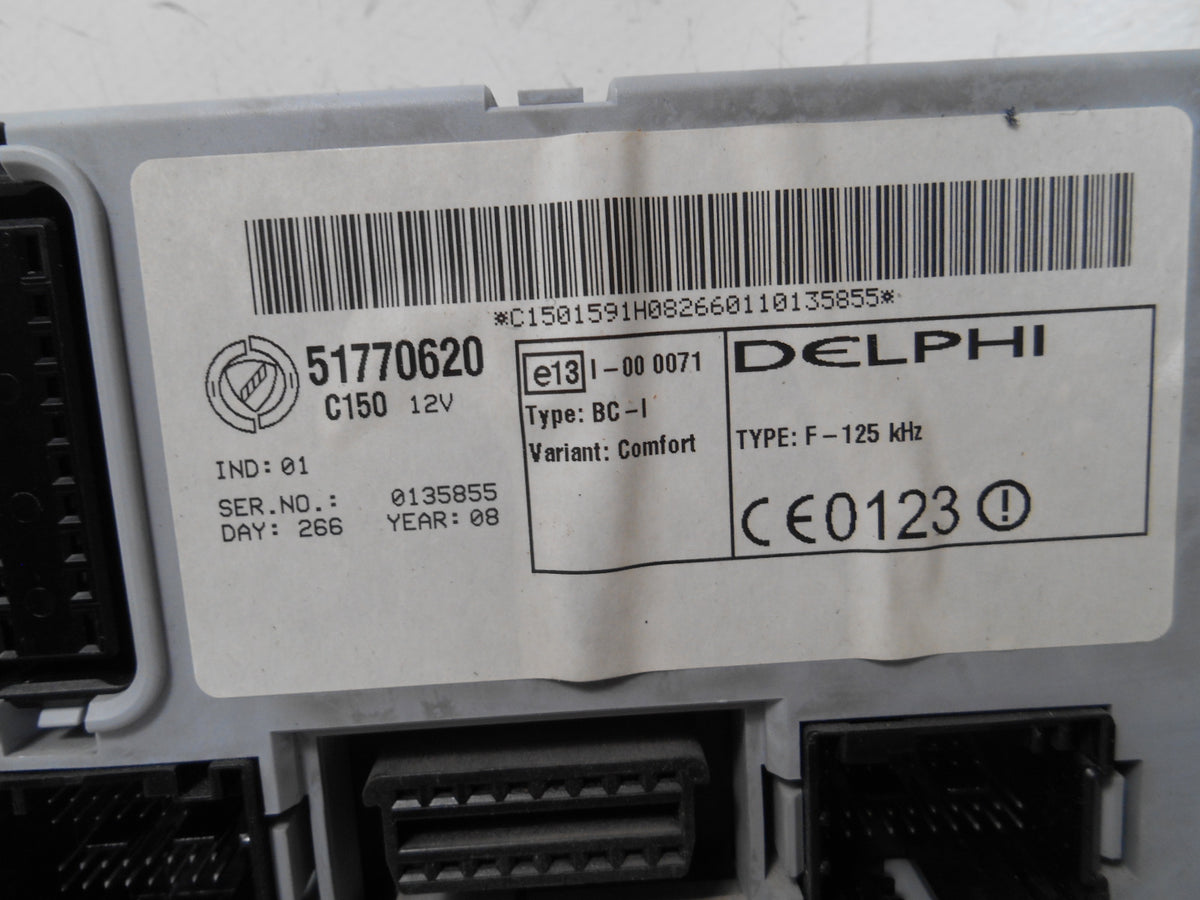 *C1501591H082660110135855*
51770620
C150 12V
IND: 01
SER.NO.: 0135855
DAY: 266 YEAR: 08
e13 I-00 0071
Type: BC-I
Variant: Comfort
DELPHI
TYPE: F-125 kHz
CE0123